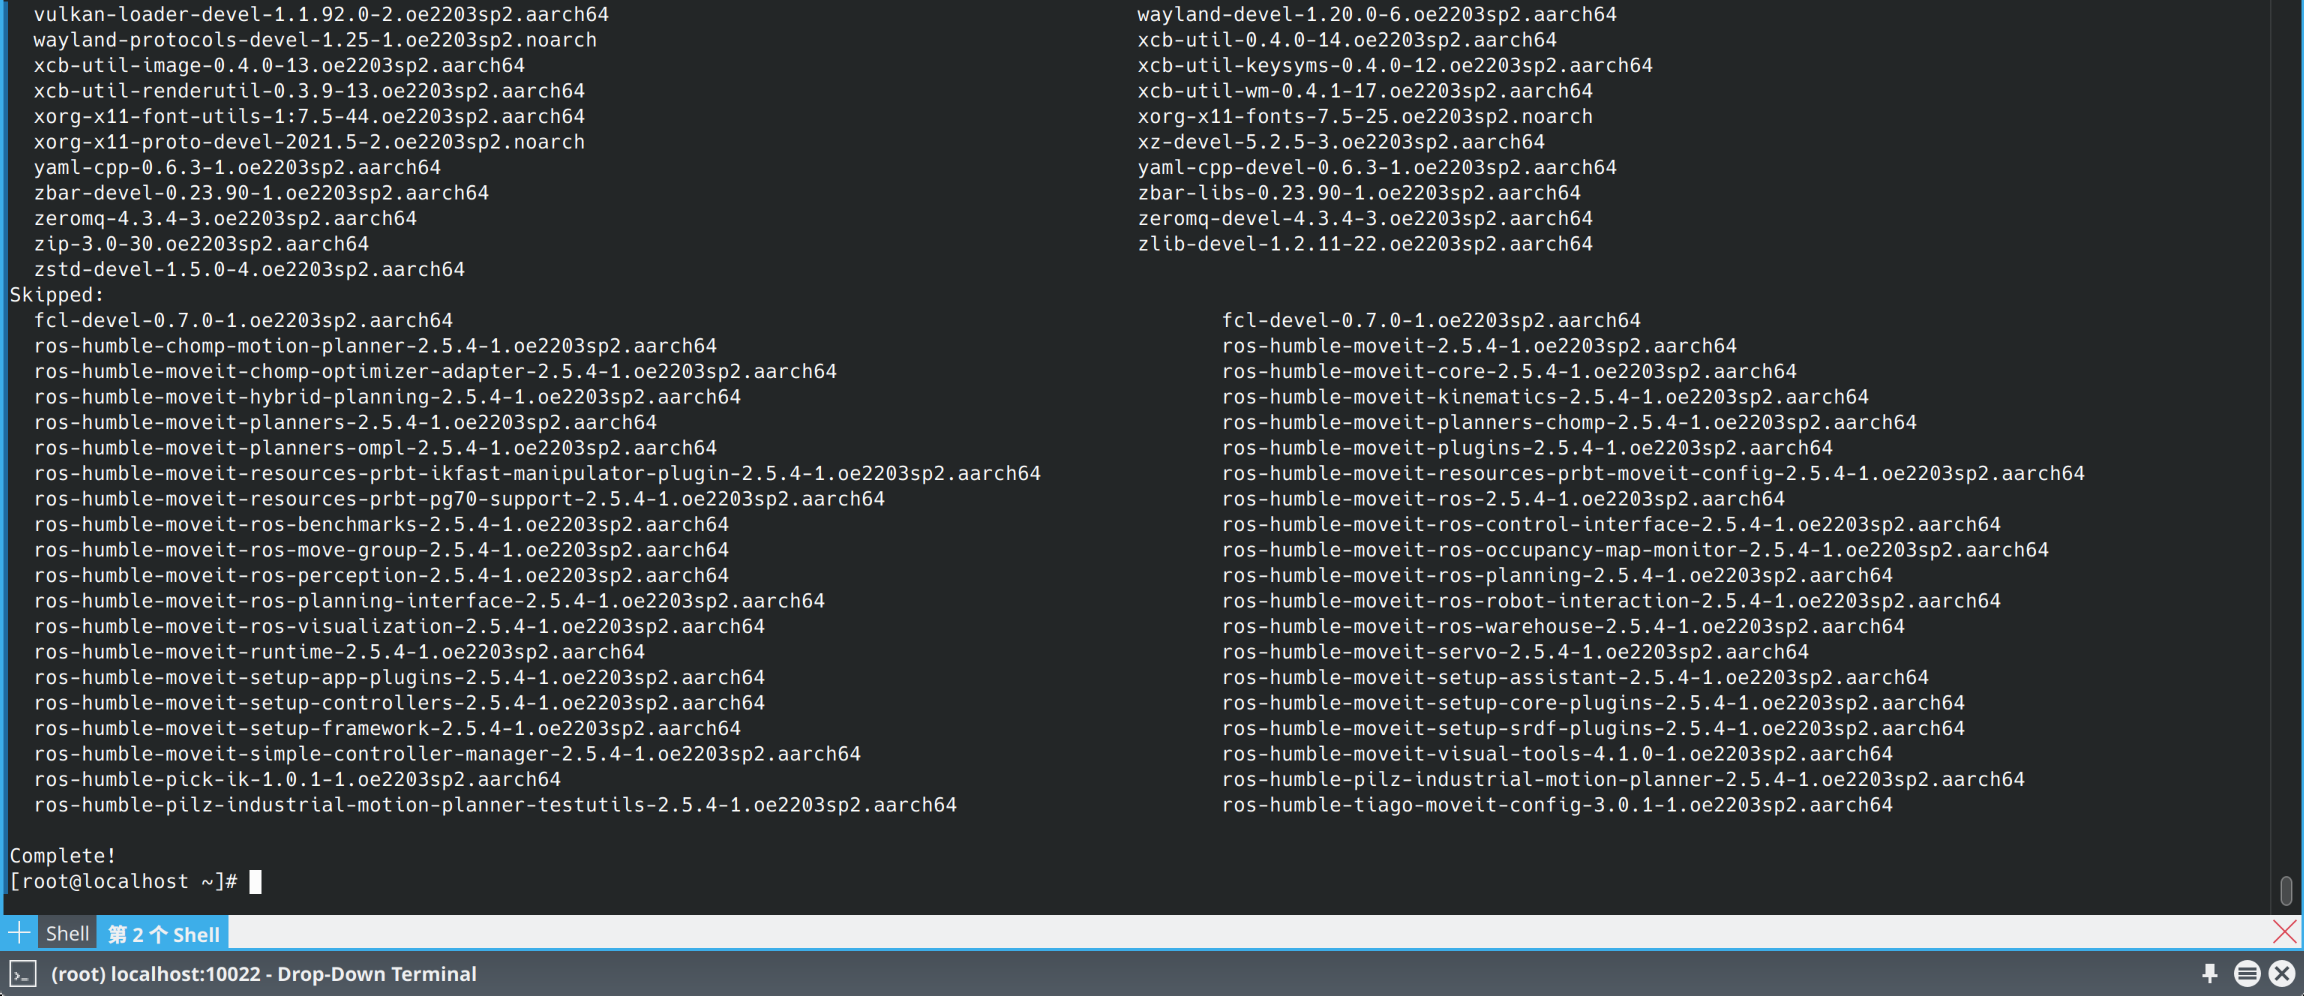 vulkan-loader-devel-1.1.92.0-2.oe2203sp2.aarch64 wayland-devel-1.20.0-6.oe2203sp2.aarch64
wayland-protocols-devel-1.25-1.oe2203sp2.noarch xcb-util-0.4.0-14.oe2203sp2.aarch64
xcb-util-image-0.4.0-13.oe2203sp2.aarch64 xcb-util-keysyms-0.4.0-12.oe2203sp2.aarch64
xcb-util-renderutil-0.3.9-13.oe2203sp2.aarch64 xcb-util-wm-0.4.1-17.oe2203sp2.aarch64
xorg-x11-font-utils-1:7.5-44.oe2203sp2.aarch64 xorg-x11-fonts-7.5-25.oe2203sp2.noarch
xorg-x11-proto-devel-2021.5-2.oe2203sp2.noarch xz-devel-5.2.5-3.oe2203sp2.aarch64
yaml-cpp-0.6.3-1.oe2203sp2.aarch64 yaml-cpp-devel-0.6.3-1.oe2203sp2.aarch64
zbar-devel-0.23.90-1.oe2203sp2.aarch64 zbar-libs-0.23.90-1.oe2203sp2.aarch64
zeromq-4.3.4-3.oe2203sp2.aarch64 zeromq-devel-4.3.4-3.oe2203sp2.aarch64
zip-3.0-30.oe2203sp2.aarch64 zlib-devel-1.2.11-22.oe2203sp2.aarch64
zstd-devel-1.5.0-4.oe2203sp2.aarch64
Skipped:
fcl-devel-0.7.0-1.oe2203sp2.aarch64 fcl-devel-0.7.0-1.oe2203sp2.aarch64
ros-humble-chomp-motion-planner-2.5.4-1.oe2203sp2.aarch64 ros-humble-moveit-2.5.4-1.oe2203sp2.aarch64
ros-humble-moveit-chomp-optimizer-adapter-2.5.4-1.oe2203sp2.aarch64 ros-humble-moveit-core-2.5.4-1.oe2203sp2.aarch64
ros-humble-moveit-hybrid-planning-2.5.4-1.oe2203sp2.aarch64 ros-humble-moveit-kinematics-2.5.4-1.oe2203sp2.aarch64
ros-humble-moveit-planners-2.5.4-1.oe2203sp2.aarch64 ros-humble-moveit-planners-chomp-2.5.4-1.oe2203sp2.aarch64
ros-humble-moveit-planners-ompl-2.5.4-1.oe2203sp2.aarch64 ros-humble-moveit-plugins-2.5.4-1.oe2203sp2.aarch64
ros-humble-moveit-resources-prbt-ikfast-manipulator-plugin-2.5.4-1.oe2203sp2.aarch64 ros-humble-moveit-resources-prbt-moveit-config-2.5.4-1.oe2203sp2.aarch64
ros-humble-moveit-resources-prbt-pg70-support-2.5.4-1.oe2203sp2.aarch64 ros-humble-moveit-ros-2.5.4-1.oe2203sp2.aarch64
ros-humble-moveit-ros-benchmarks-2.5.4-1.oe2203sp2.aarch64 ros-humble-moveit-ros-control-interface-2.5.4-1.oe2203sp2.aarch64
ros-humble-moveit-ros-move-group-2.5.4-1.oe2203sp2.aarch64 ros-humble-moveit-ros-occupancy-map-monitor-2.5.4-1.oe2203sp2.aarch64
ros-humble-moveit-ros-perception-2.5.4-1.oe2203sp2.aarch64 ros-humble-moveit-ros-planning-2.5.4-1.oe2203sp2.aarch64
ros-humble-moveit-ros-planning-interface-2.5.4-1.oe2203sp2.aarch64 ros-humble-moveit-ros-robot-interaction-2.5.4-1.oe2203sp2.aarch64
ros-humble-moveit-ros-visualization-2.5.4-1.oe2203sp2.aarch64 ros-humble-moveit-ros-warehouse-2.5.4-1.oe2203sp2.aarch64
ros-humble-moveit-runtime-2.5.4-1.oe2203sp2.aarch64 ros-humble-moveit-servo-2.5.4-1.oe2203sp2.aarch64
ros-humble-moveit-setup-app-plugins-2.5.4-1.oe2203sp2.aarch64 ros-humble-moveit-setup-assistant-2.5.4-1.oe2203sp2.aarch64
ros-humble-moveit-setup-controllers-2.5.4-1.oe2203sp2.aarch64 ros-humble-moveit-setup-core-plugins-2.5.4-1.oe2203sp2.aarch64
ros-humble-moveit-setup-framework-2.5.4-1.oe2203sp2.aarch64 ros-humble-moveit-setup-srdf-plugins-2.5.4-1.oe2203sp2.aarch64
ros-humble-moveit-simple-controller-manager-2.5.4-1.oe2203sp2.aarch64 ros-humble-moveit-visual-tools-4.1.0-1.oe2203sp2.aarch64
ros-humble-pick-ik-1.0.1-1.oe2203sp2.aarch64 ros-humble-pilz-industrial-motion-planner-2.5.4-1.oe2203sp2.aarch64
ros-humble-pilz-industrial-motion-planner-testutils-2.5.4-1.oe2203sp2.aarch64 ros-humble-tiago-moveit-config-3.0.1-1.oe2203sp2.aarch64
Complete!
[root@localhost ~]#
Shell 第 2 个 Shell
(root) localhost:10022 - Drop-Down Terminal